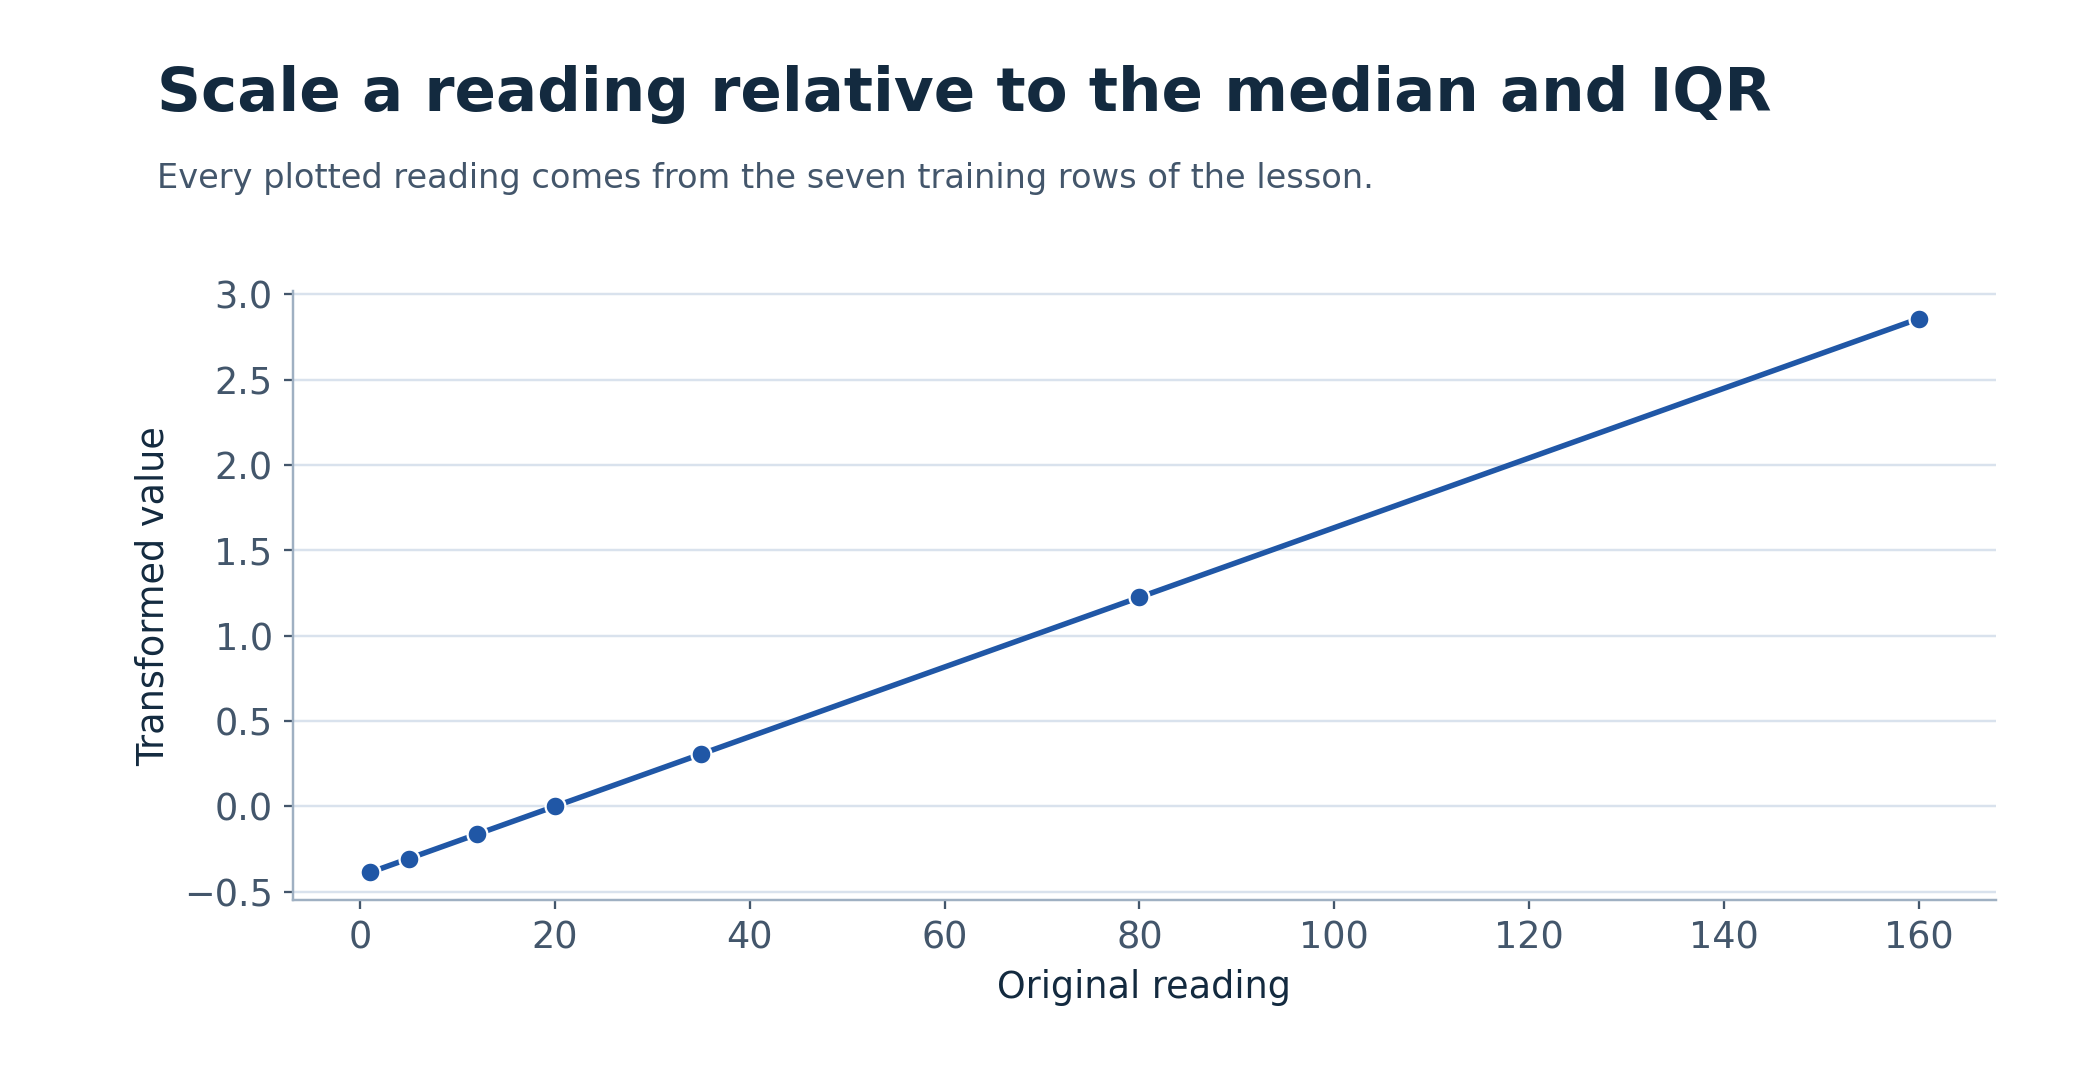 Scale a reading relative to the median and IQR
Every plotted reading comes from the seven training rows of the lesson.
3.0
2.5
2.0
1.5
1.0
0.5
0.0
−0.5
Transformed value
0 20 40 60 80 100 120 140 160
Original reading